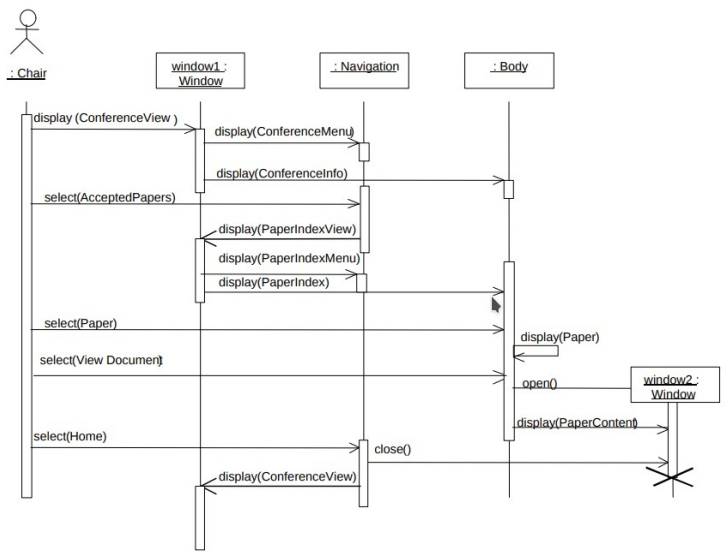 : Chair
window1 :
Window
: Navigation
: Body
display (ConferenceView )
display(ConferenceMenu)
display(ConferenceInfo)
select(AcceptedPapers)
display(PaperIndexView)
display(PaperIndexMenu)
display(PaperIndex)
select(Paper)
display(Paper)
select(View Document)
open()
window2 :
Window
display(PaperContent)
select(Home)
close()
display(ConferenceView)